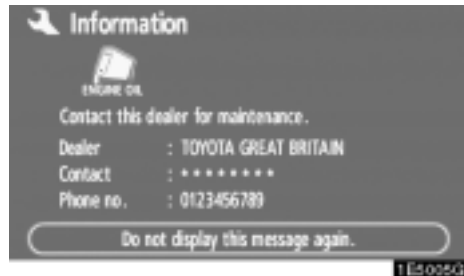 Information
ENGINE OIL
Contact this dealer for maintenance.
Dealer : TOYOTA GREAT BRITAIN
Contact : * * * * * * * *
Phone no. : 0123456789
Do not display this message again.